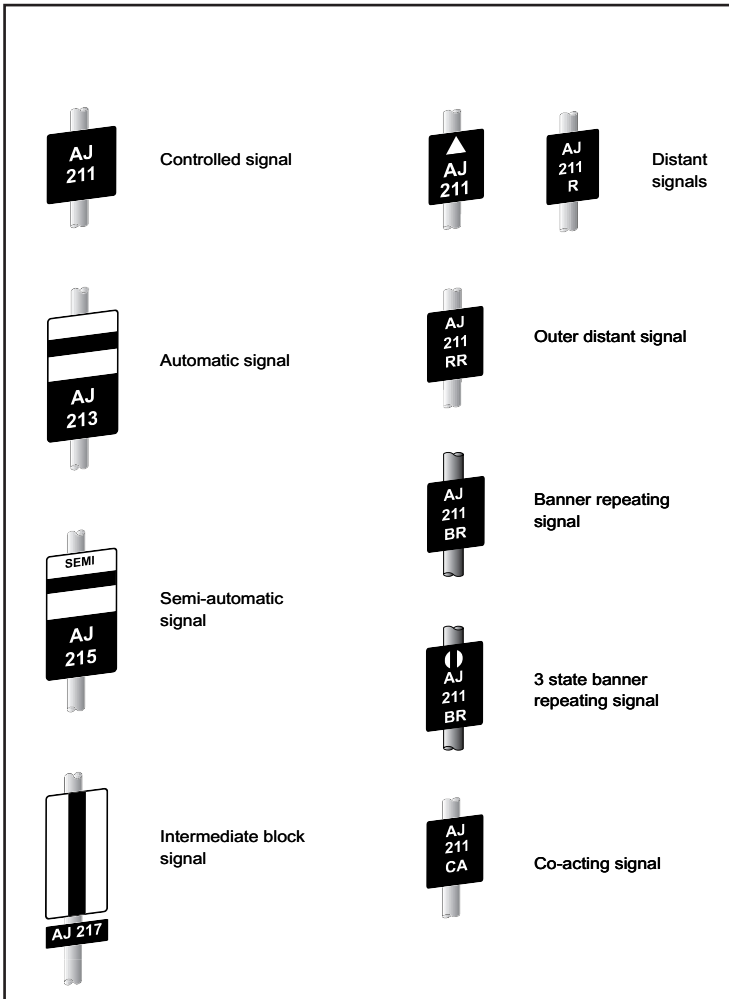 AJ
211
Controlled signal
AJ
213
Automatic signal
SEMI
AJ
215
Semi-automatic
signal
AJ 217
Intermediate block
signal
AJ
211
AJ
211
R
Distant
signals
AJ
211
RR
Outer distant signal
AJ
211
BR
Banner repeating
signal
AJ
211
BR
3 state banner
repeating signal
AJ
211
CA
Co-acting signal